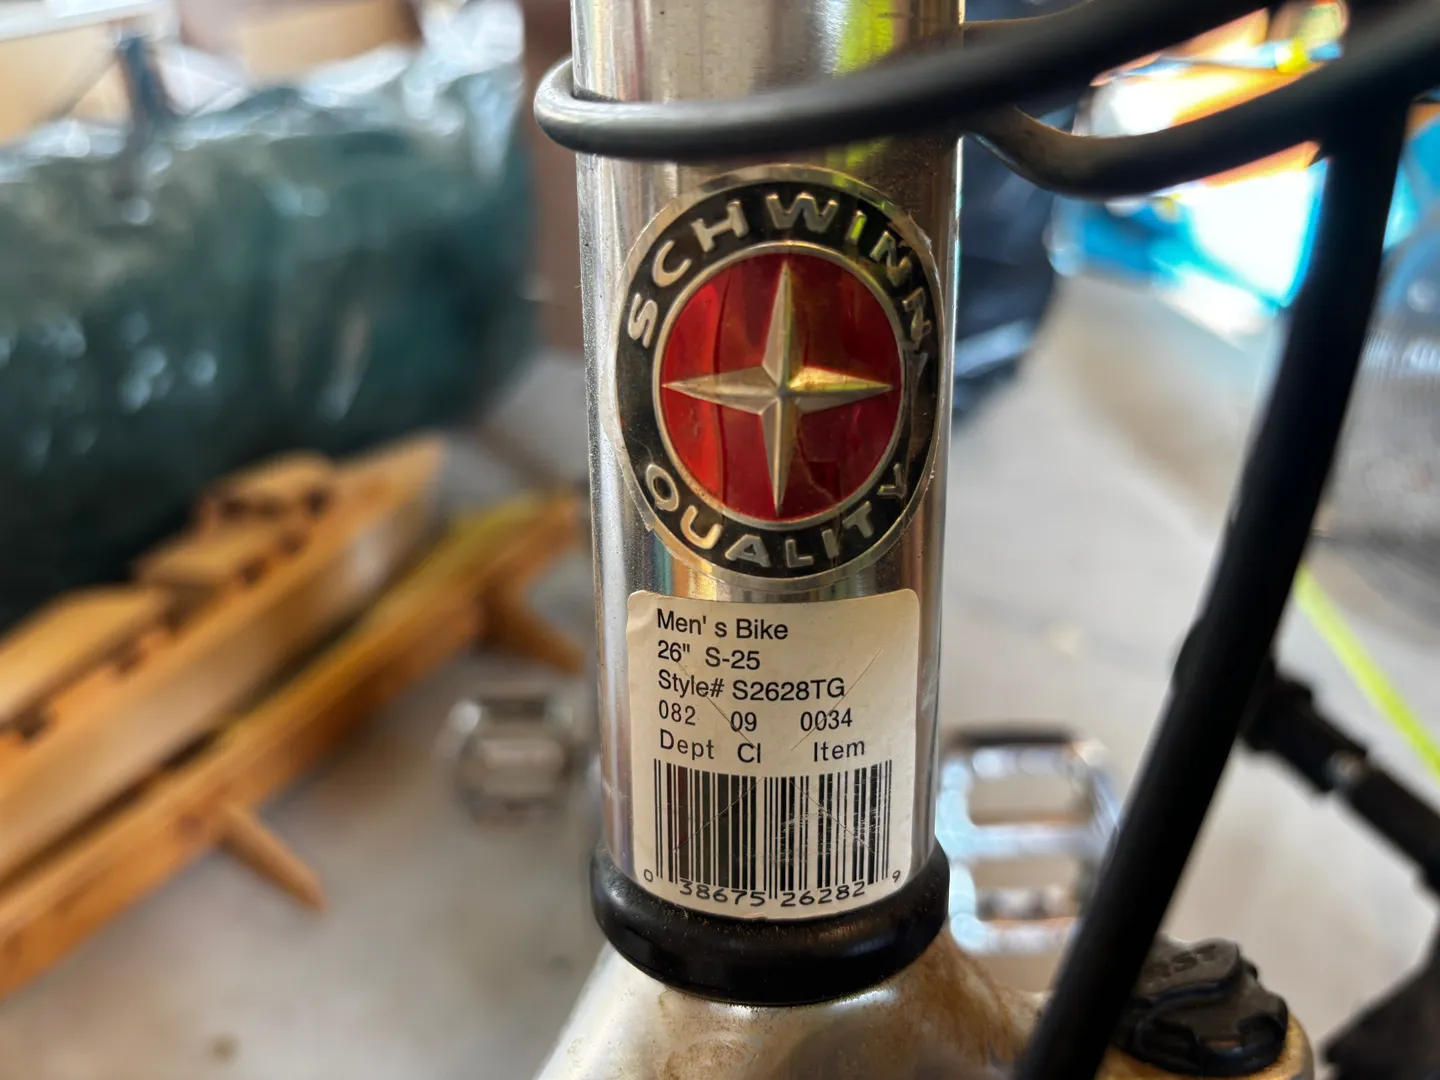 SCHWINN
QUALITY
Men's Bike
26" S-25
Style# S2628TG
082 09 0034
Dept Cl Item
0 38675 26282 9